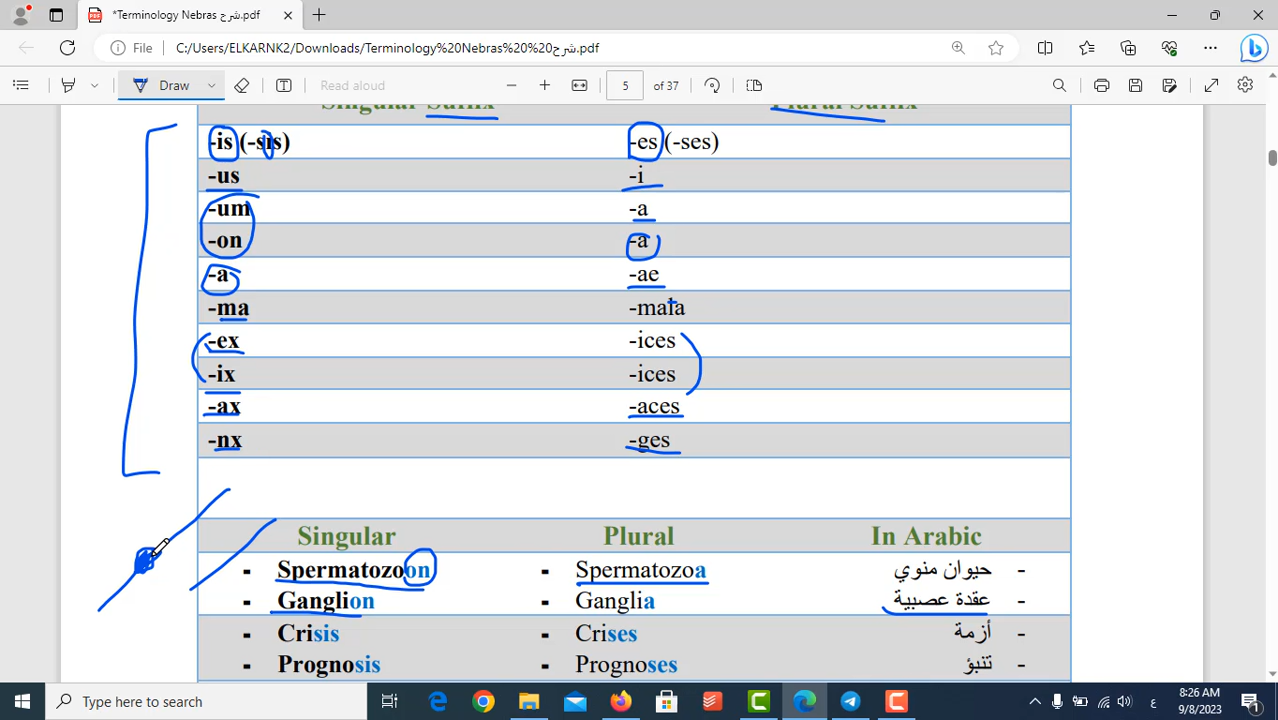 *Terminology Nebras شرح.pdf
File C:/Users/ELKARNK2/Downloads/Terminology%20Nebras%20%20شرح.pdf
Draw Read aloud 5 of 37
Singular Suffix Plural Suffix
-is (-sis) -es (-ses)
-us -i
-um -a
-on -a
-a -ae
-ma -mata
-ex -ices
-ix -ices
-ax -aces
-nx -ges
Singular Plural In Arabic
- Spermatozoon - Spermatozoa - حيوان منوي
- Ganglion - Ganglia - عقدة عصبية
- Crisis - Crises - أزمة
- Prognosis - Prognoses - تنبؤ
Type here to search ع 8:26 AM
9/8/2023